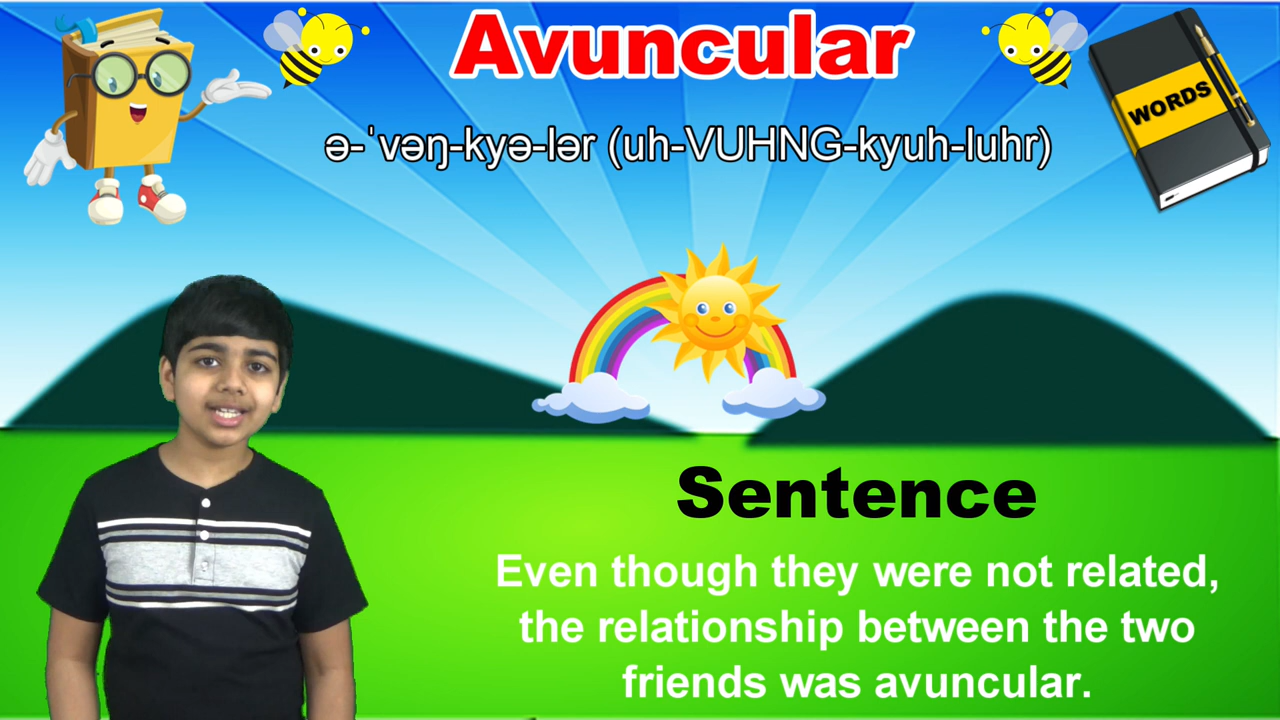 Avuncular
ə-ˈvəŋ-kyə-lər (uh-VUHNG-kyuh-luhr)
WORDS
Sentence
Even though they were not related,
the relationship between the two
friends was avuncular.